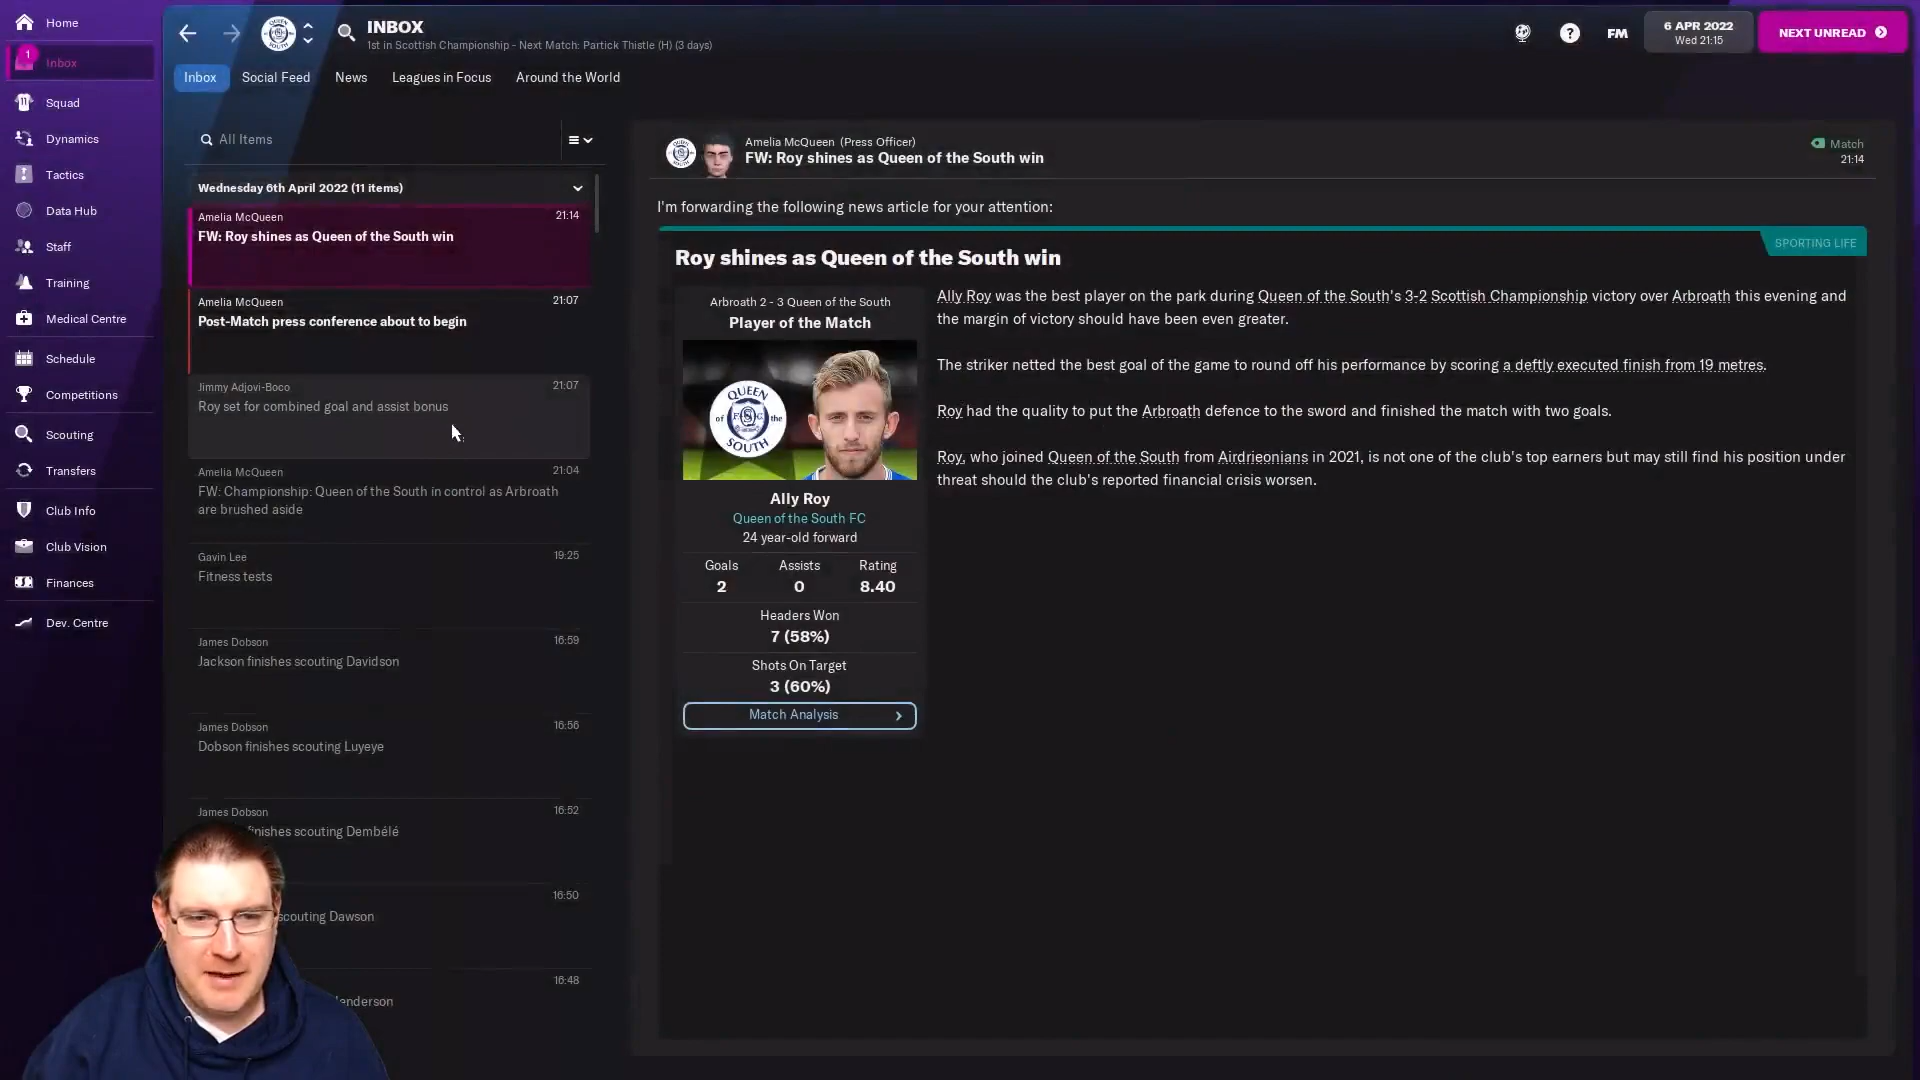 Home
1
Inbox
Squad
Dynamics
Tactics
Data Hub
Staff
Training
Medical Centre
Schedule
Competitions
Scouting
Transfers
Club Info
Club Vision
Finances
Dev. Centre
INBOX
1st in Scottish Championship - Next Match: Partick Thistle (H) (3 days)
FM
6 APR 2022
Wed 21:15
NEXT UNREAD
Inbox
Social Feed
News
Leagues in Focus
Around the World
All Items
Wednesday 6th April 2022 (11 items)
Amelia McQueen
21:14
FW: Roy shines as Queen of the South win
Amelia McQueen
21:07
Post-Match press conference about to begin
Jimmy Adjovi-Boco
21:07
Roy set for combined goal and assist bonus
Amelia McQueen
21:04
FW: Championship: Queen of the South in control as Arbroath
are brushed aside
Gavin Lee
19:25
Fitness tests
James Dobson
16:59
Jackson finishes scouting Davidson
James Dobson
16:56
Dobson finishes scouting Luyeye
James Dobson
16:52
finishes scouting Dembélé
16:50
scouting Dawson
16:48
Henderson
Amelia McQueen (Press Officer)
FW: Roy shines as Queen of the South win
Match
21:14
I'm forwarding the following news article for your attention:
SPORTING LIFE
Roy shines as Queen of the South win
Arbroath 2 - 3 Queen of the South
Player of the Match
QUEEN
of the
SOUTH
Ally Roy
Queen of the South FC
24 year-old forward
Goals
Assists
Rating
2
0
8.40
Headers Won
7 (58%)
Shots On Target
3 (60%)
Match Analysis
Ally Roy was the best player on the park during Queen of the South's 3-2 Scottish Championship victory over Arbroath this evening and
the margin of victory should have been even greater.
The striker netted the best goal of the game to round off his performance by scoring a deftly executed finish from 19 metres.
Roy had the quality to put the Arbroath defence to the sword and finished the match with two goals.
Roy, who joined Queen of the South from Airdrieonians in 2021, is not one of the club's top earners but may still find his position under
threat should the club's reported financial crisis worsen.